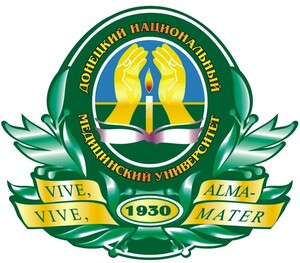 ДОНЕЦКИЙ НАЦИОНАЛЬНЫЙ
МЕДИЦИНСКИЙ УНИВЕРСИТЕТ
VIVE,
VIVE,
1930
ALMA-
MATER